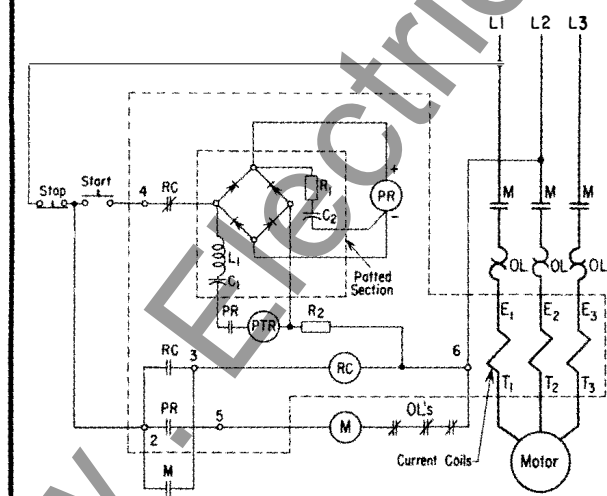 L1 L2 L3
Stop
Start
4
RC
R1
C2
+
PR
−
M
M
M
L1
C1
Potted
Section
OL
OL
OL
PR
PTR
R2
E1
E2
E3
RC
3
RC
6
T1
T2
T3
PR
5
2
M
OL's
Current Coils
Motor
M
Electric